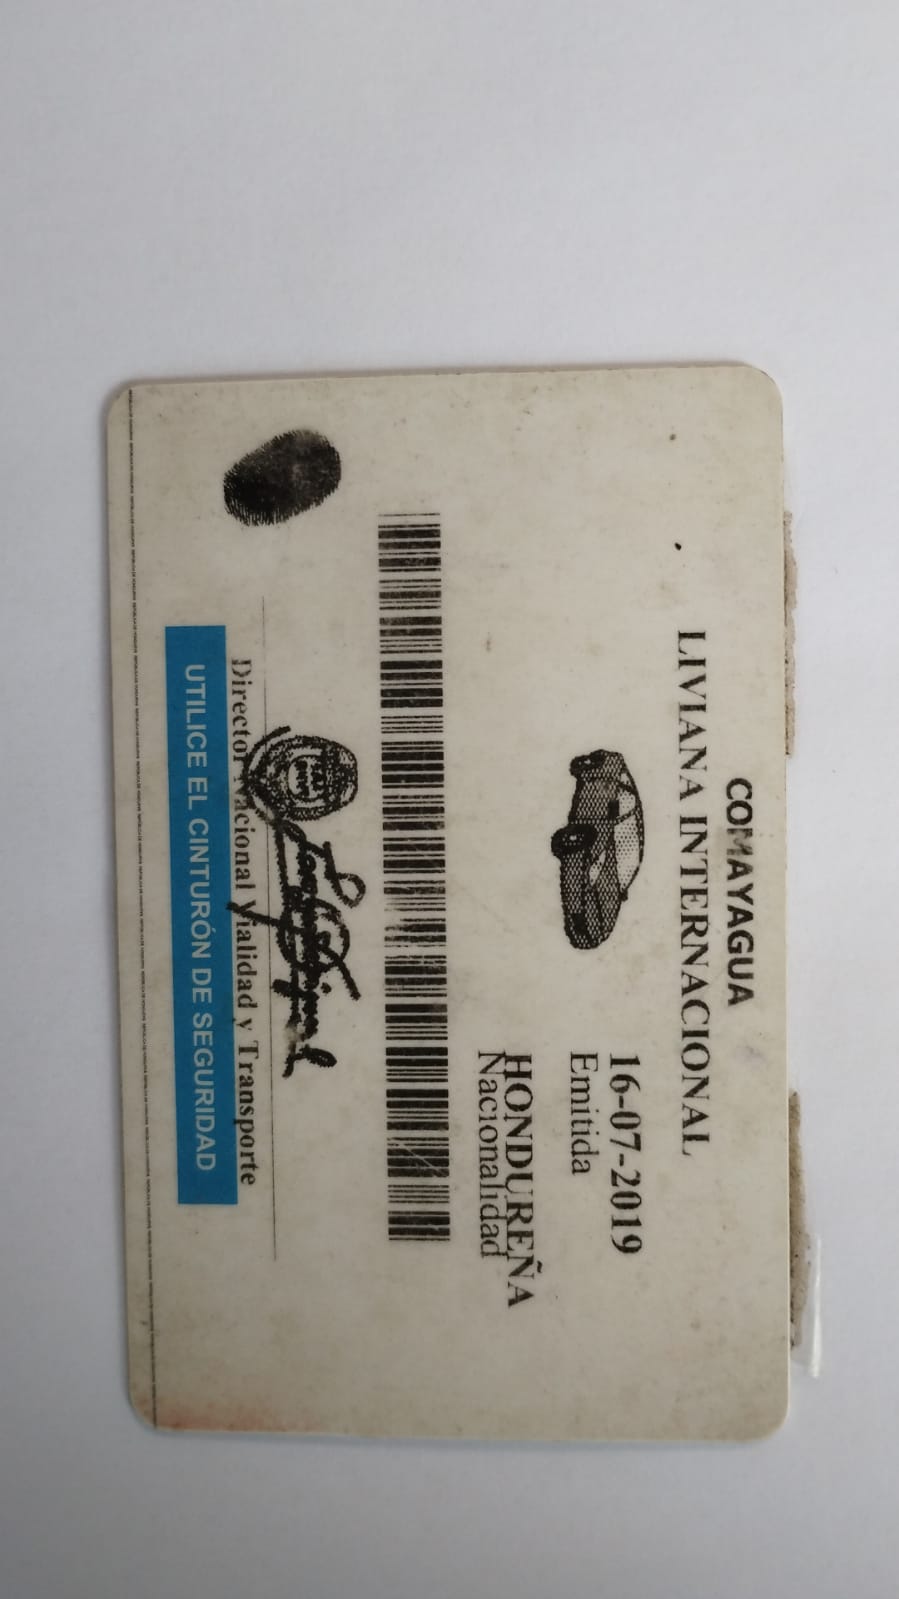 COMAYAGUA
LIVIANA INTERNACIONAL
16-07-2019
Emitida
HONDUREÑA
Nacionalidad
Director Nacional Vialidad y Transporte
UTILICE EL CINTURÓN DE SEGURIDAD